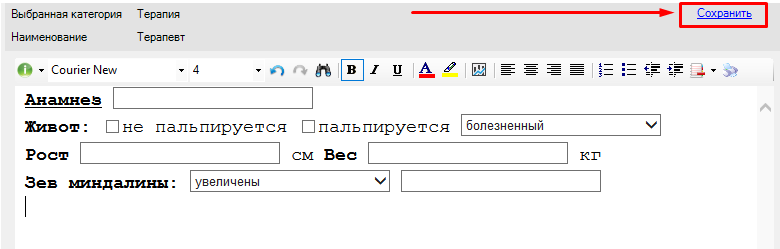 Выбранная категория Терапия Сохранить
Наименование Терапевт
Courier New 4 B I U A
Анамнез
Живот: не пальпируется пальпируется болезненный
Рост см Вес кг
Зев миндалины: увеличены